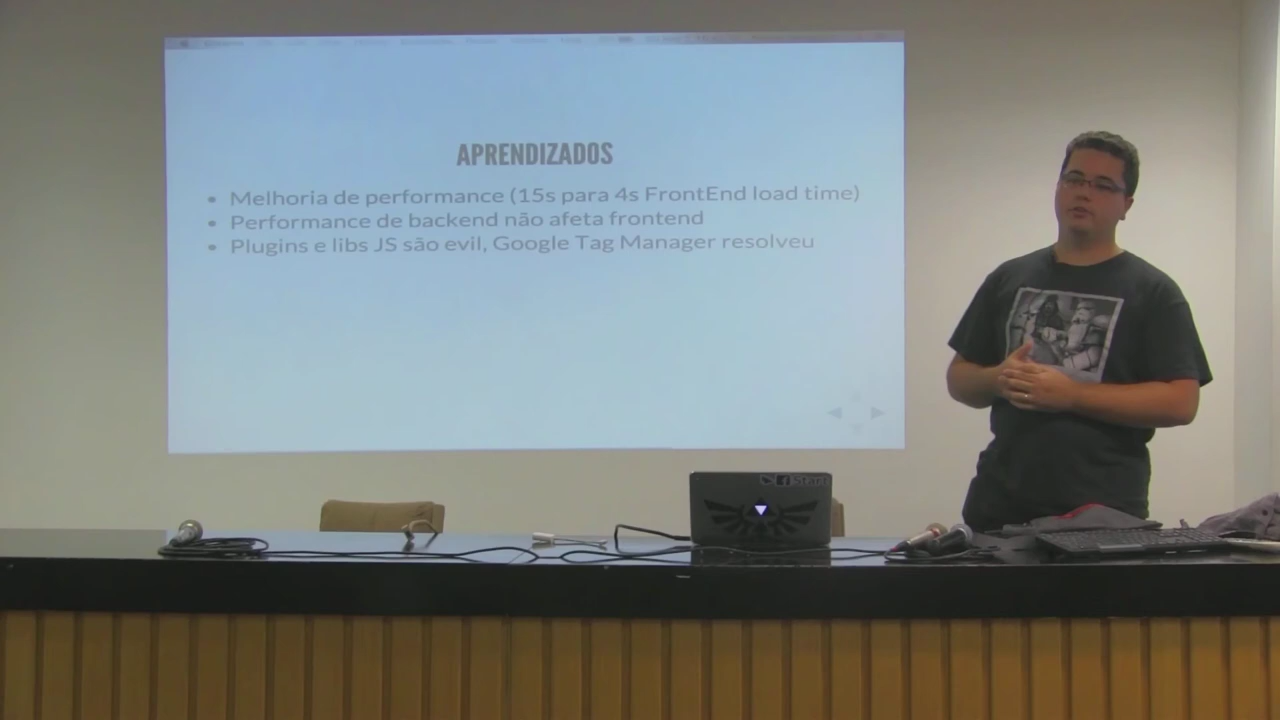 APRENDIZADOS
Melhoria de performance (15s para 4s FrontEnd load time)
Performance de backend não afeta frontend
Plugins e libs JS são evil, Google Tag Manager resolveu